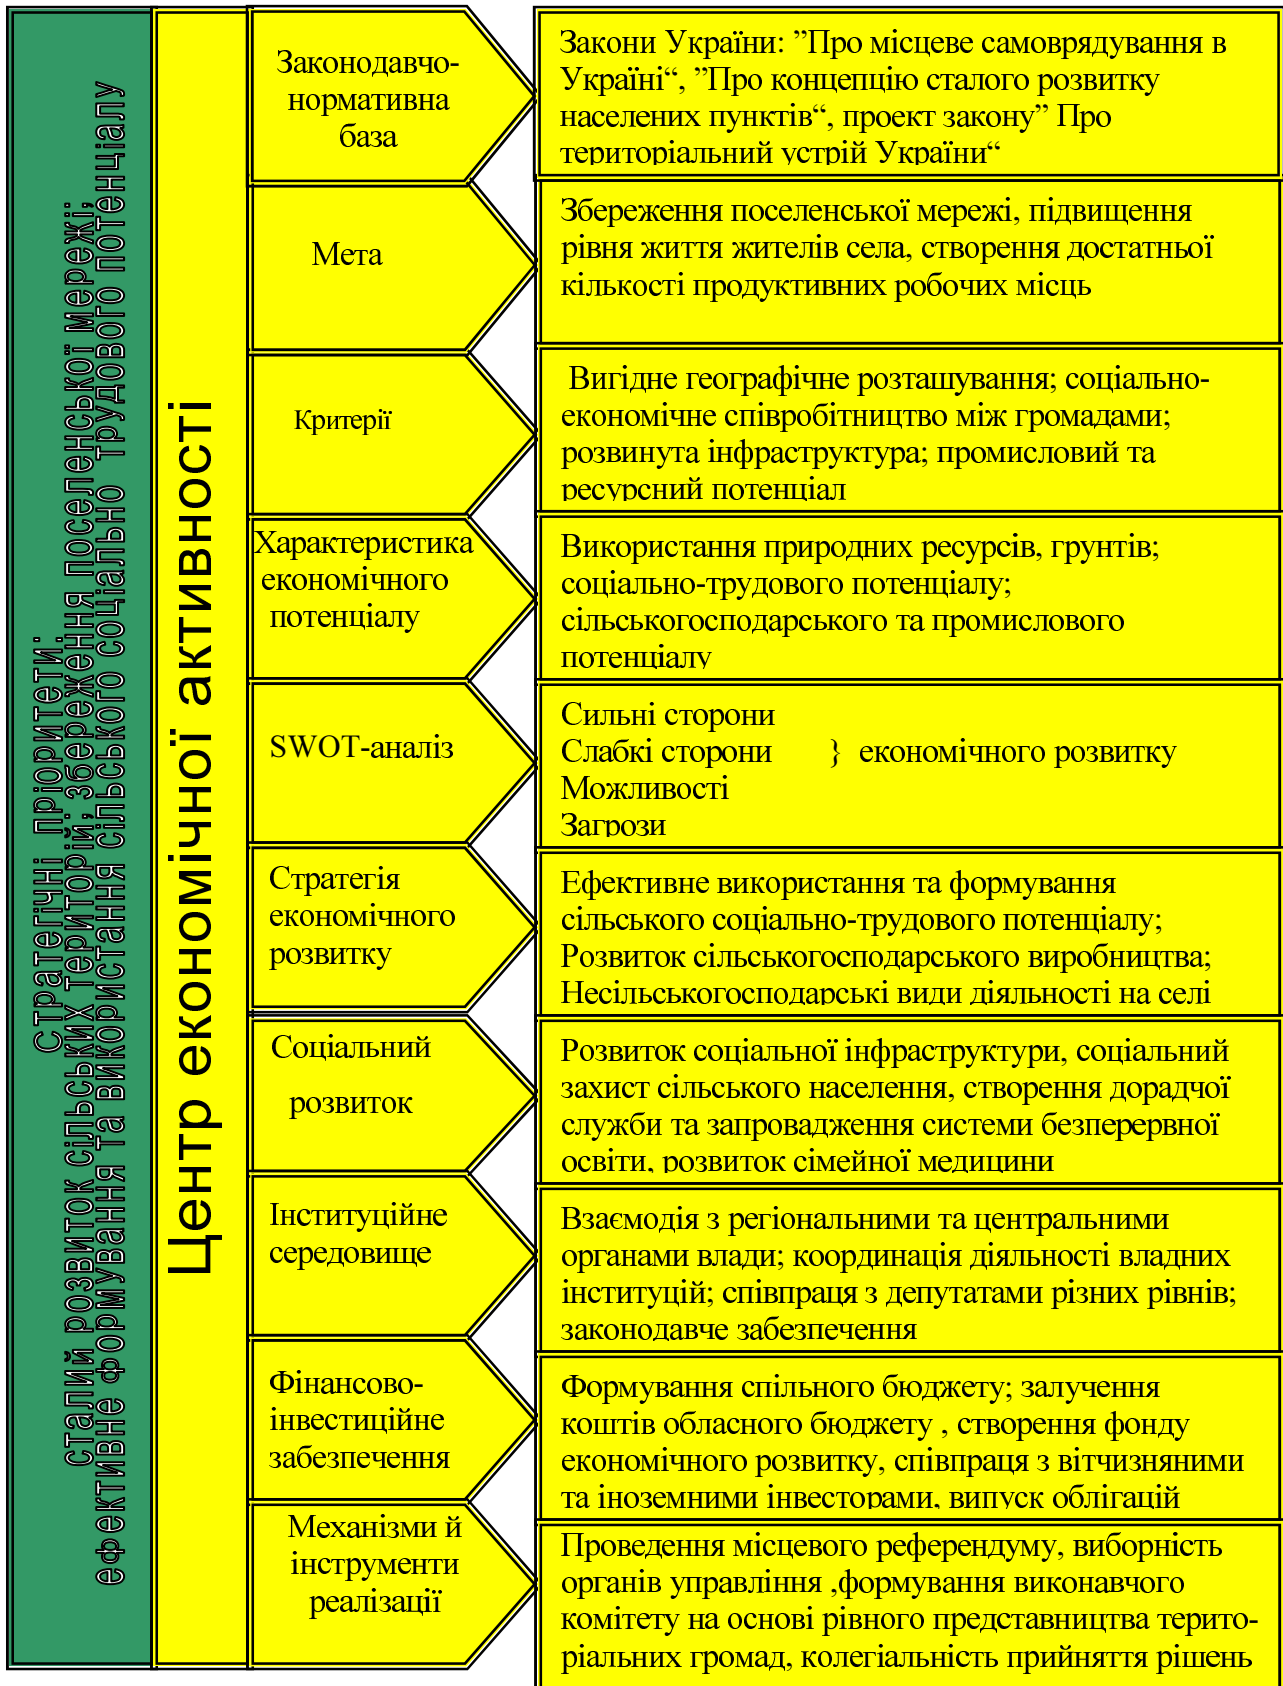 Стратегічні пріоритети:
сталий розвиток сільських територій; збереження поселенської мережі;
ефективне формування та використання сільського соціально трудового потенціалу
Центр економічної активності
Законодавчо-
нормативна
база
Закони України: ”Про місцеве самоврядування в
Україні“, ”Про концепцію сталого розвитку
населених пунктів“, проект закону” Про
територіальний устрій України“
Мета
Збереження поселенської мережі, підвищення
рівня життя жителів села, створення достатньої
кількості продуктивних робочих місць
Критерії
Вигідне географічне розташування; соціально-
економічне співробітництво між громадами;
розвинута інфраструктура; промисловий та
ресурсний потенціал
Характеристика
економічного
потенціалу
Використання природних ресурсів, грунтів;
соціально-трудового потенціалу;
сільськогосподарського та промислового
потенціалу
SWOT-аналіз
Сильні сторони
Слабкі сторони } економічного розвитку
Можливості
Загрози
Стратегія
економічного
розвитку
Ефективне використання та формування
сільського соціально-трудового потенціалу;
Розвиток сільськогосподарського виробництва;
Несільськогосподарські види діяльності на селі
Соціальний
розвиток
Розвиток соціальної інфраструктури, соціальний
захист сільського населення, створення дорадчої
служби та запровадження системи безперервної
освіти, розвиток сімейної медицини
Інституційне
середовище
Взаємодія з регіональними та центральними
органами влади; координація діяльності владних
інституцій; співпраця з депутатами різних рівнів;
законодавче забезпечення
Фінансово-
інвестиційне
забезпечення
Формування спільного бюджету; залучення
коштів обласного бюджету , створення фонду
економічного розвитку, співпраця з вітчизняними
та іноземними інвесторами, випуск облігацій
Механізми й
інструменти
реалізації
Проведення місцевого референдуму, виборність
органів управління ,формування виконавчого
комітету на основі рівного представництва терито-
ріальних громад, колегіальність прийняття рішень